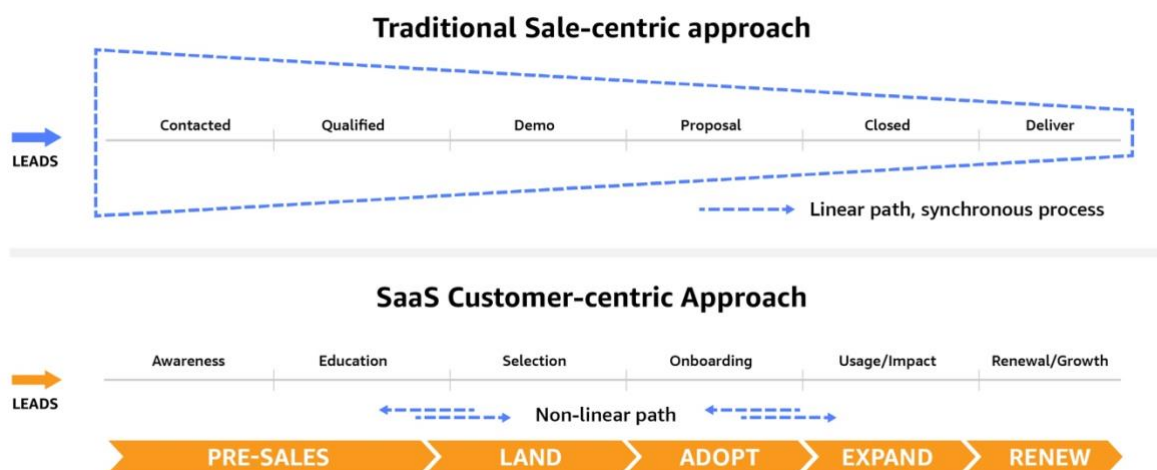 Traditional Sale-centric approach
Contacted Qualified Demo Proposal Closed Deliver
LEADS
Linear path, synchronous process
SaaS Customer-centric Approach
Awareness Education Selection Onboarding Usage/Impact Renewal/Growth
LEADS
Non-linear path
PRE-SALES LAND ADOPT EXPAND RENEW